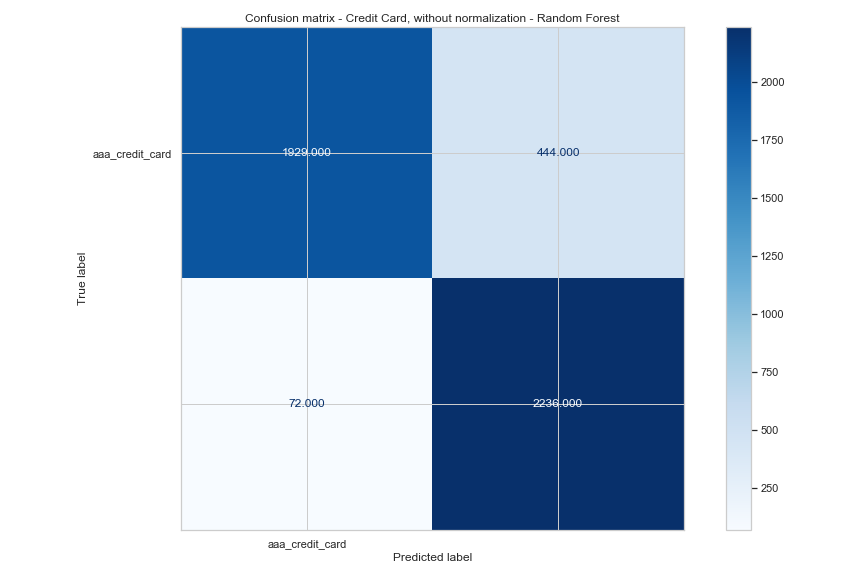 Confusion matrix - Credit Card, without normalization - Random Forest
aaa_credit_card
True label
1929.000
444.000
72.000
2236.000
aaa_credit_card
Predicted label
2000
1750
1500
1250
1000
750
500
250